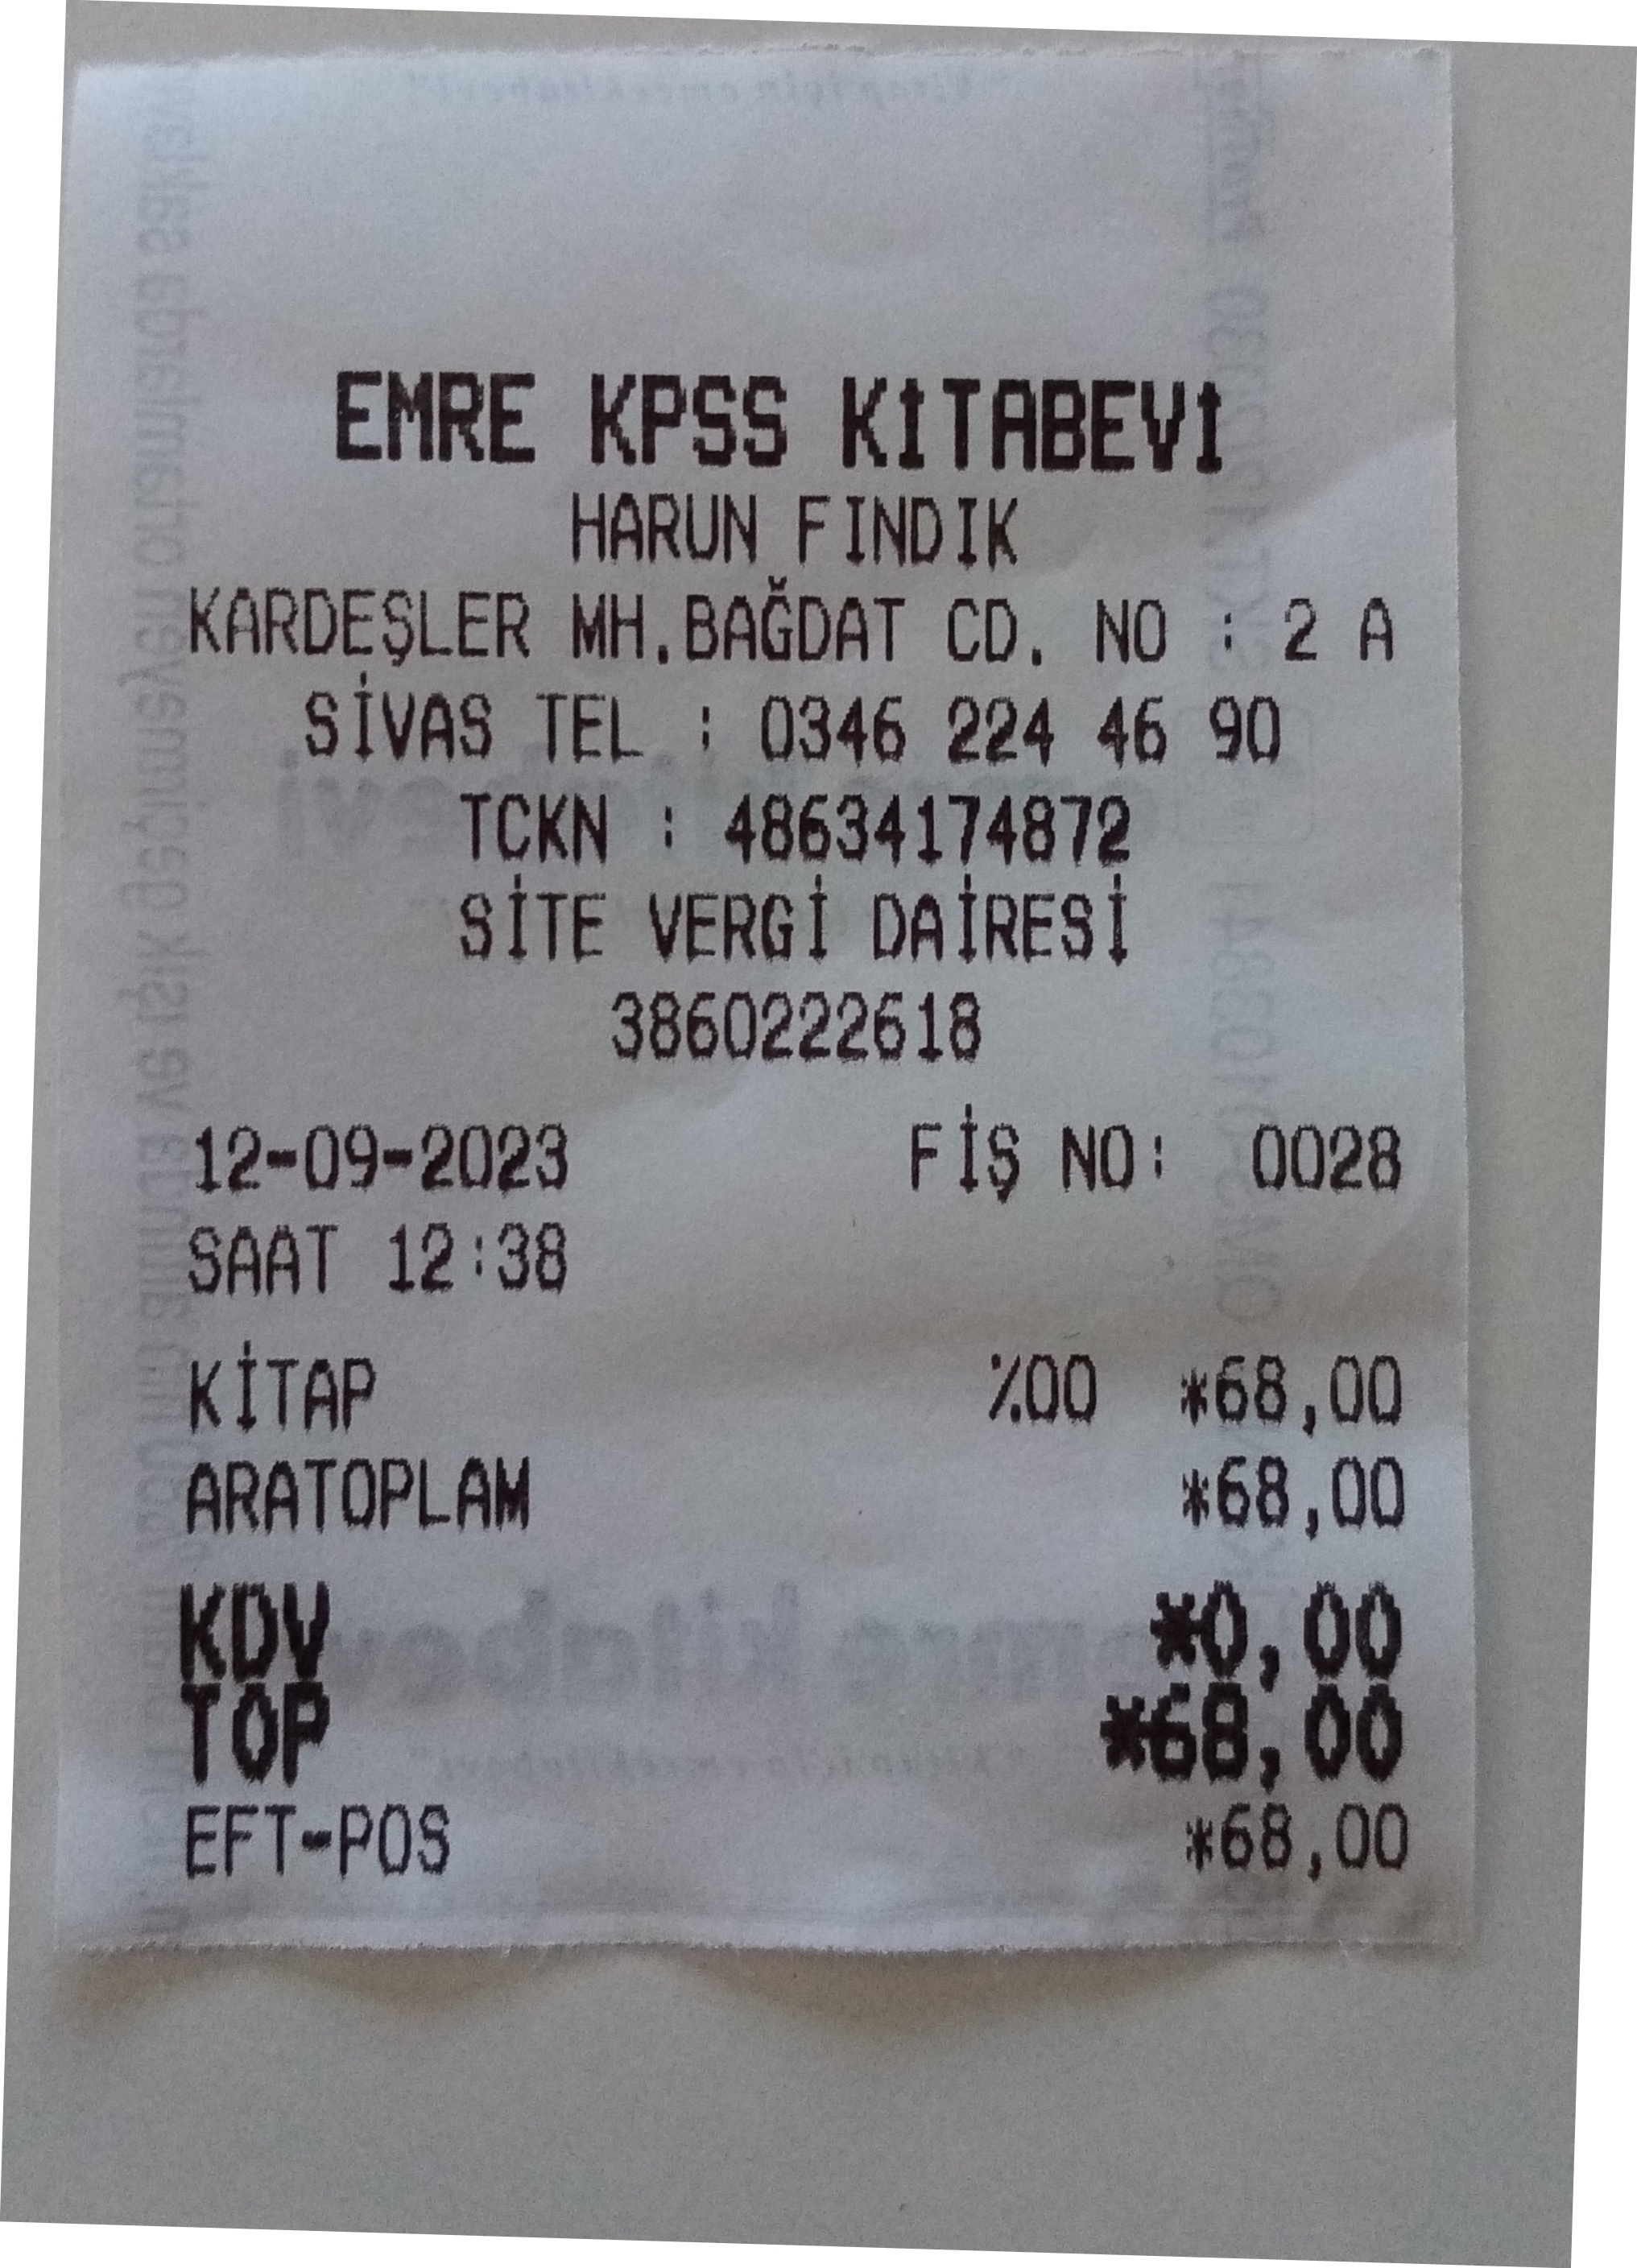 EMRE KPSS KİTABEVİ
HARUN FINDIK
KARDEŞLER MH.BAĞDAT CD. NO : 2 A
SİVAS TEL : 0346 224 46 90
TCKN : 48634174872
SİTE VERGİ DAİRESİ
3860222618
12-09-2023 FİŞ NO: 0028
SAAT 12:38
KİTAP %00 *68,00
ARATOPLAM *68,00
KDV *0,00
TOP *68,00
EFT-POS *68,00